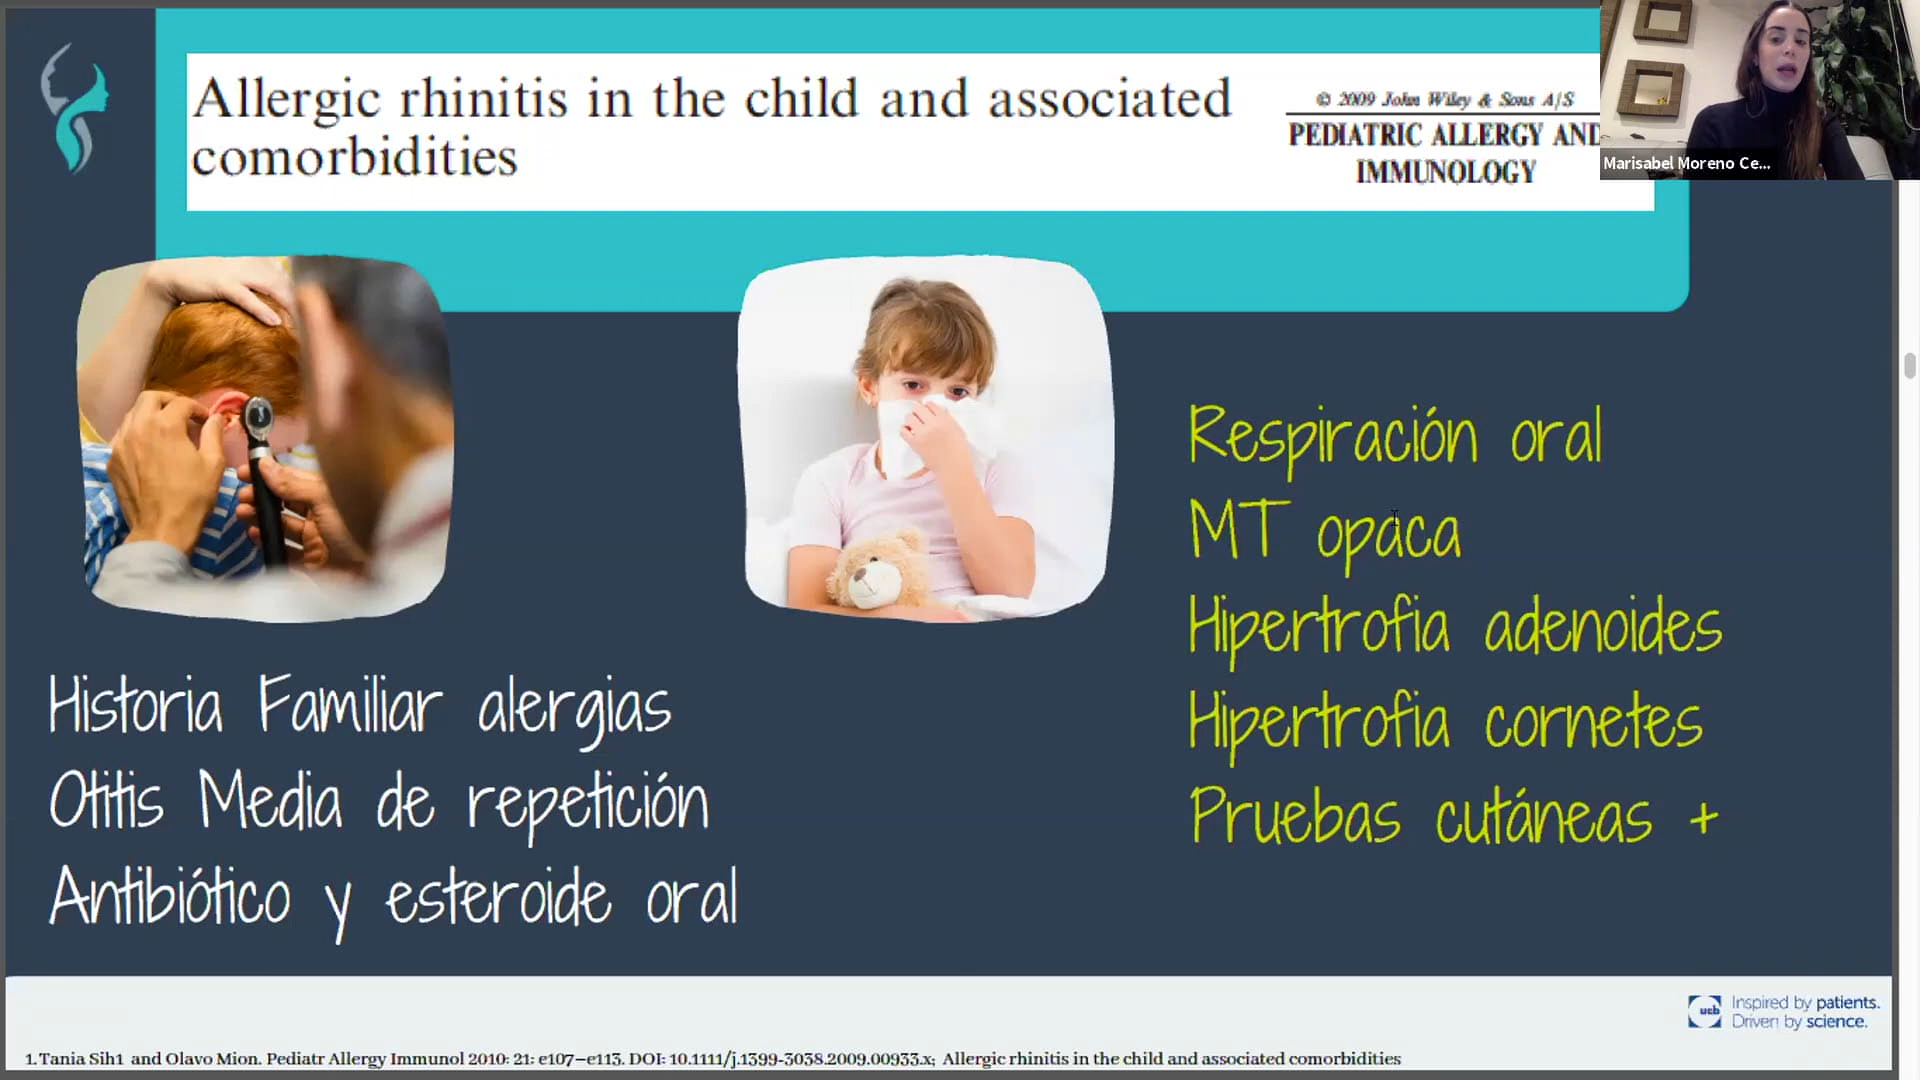 Allergic rhinitis in the child and associated
comorbidities
© 2009 John Wiley & Sons A/S
PEDIATRIC ALLERGY AND
IMMUNOLOGY
Marisabel Moreno Ce...
Respiración oral
MT opaca
Hipertrofia adenoides
Hipertrofia cornetes
Pruebas cutáneas +
Historia Familiar alergias
Otitis Media de repetición
Antibiótico y esteroide oral
ucb
Inspired by patients.
Driven by science.
1. Tania Sih1 and Olavo Mion. Pediatr Allergy Immunol 2010: 21: e107–e113. DOI: 10.1111/j.1399-3038.2009.00933.x; Allergic rhinitis in the child and associated comorbidities